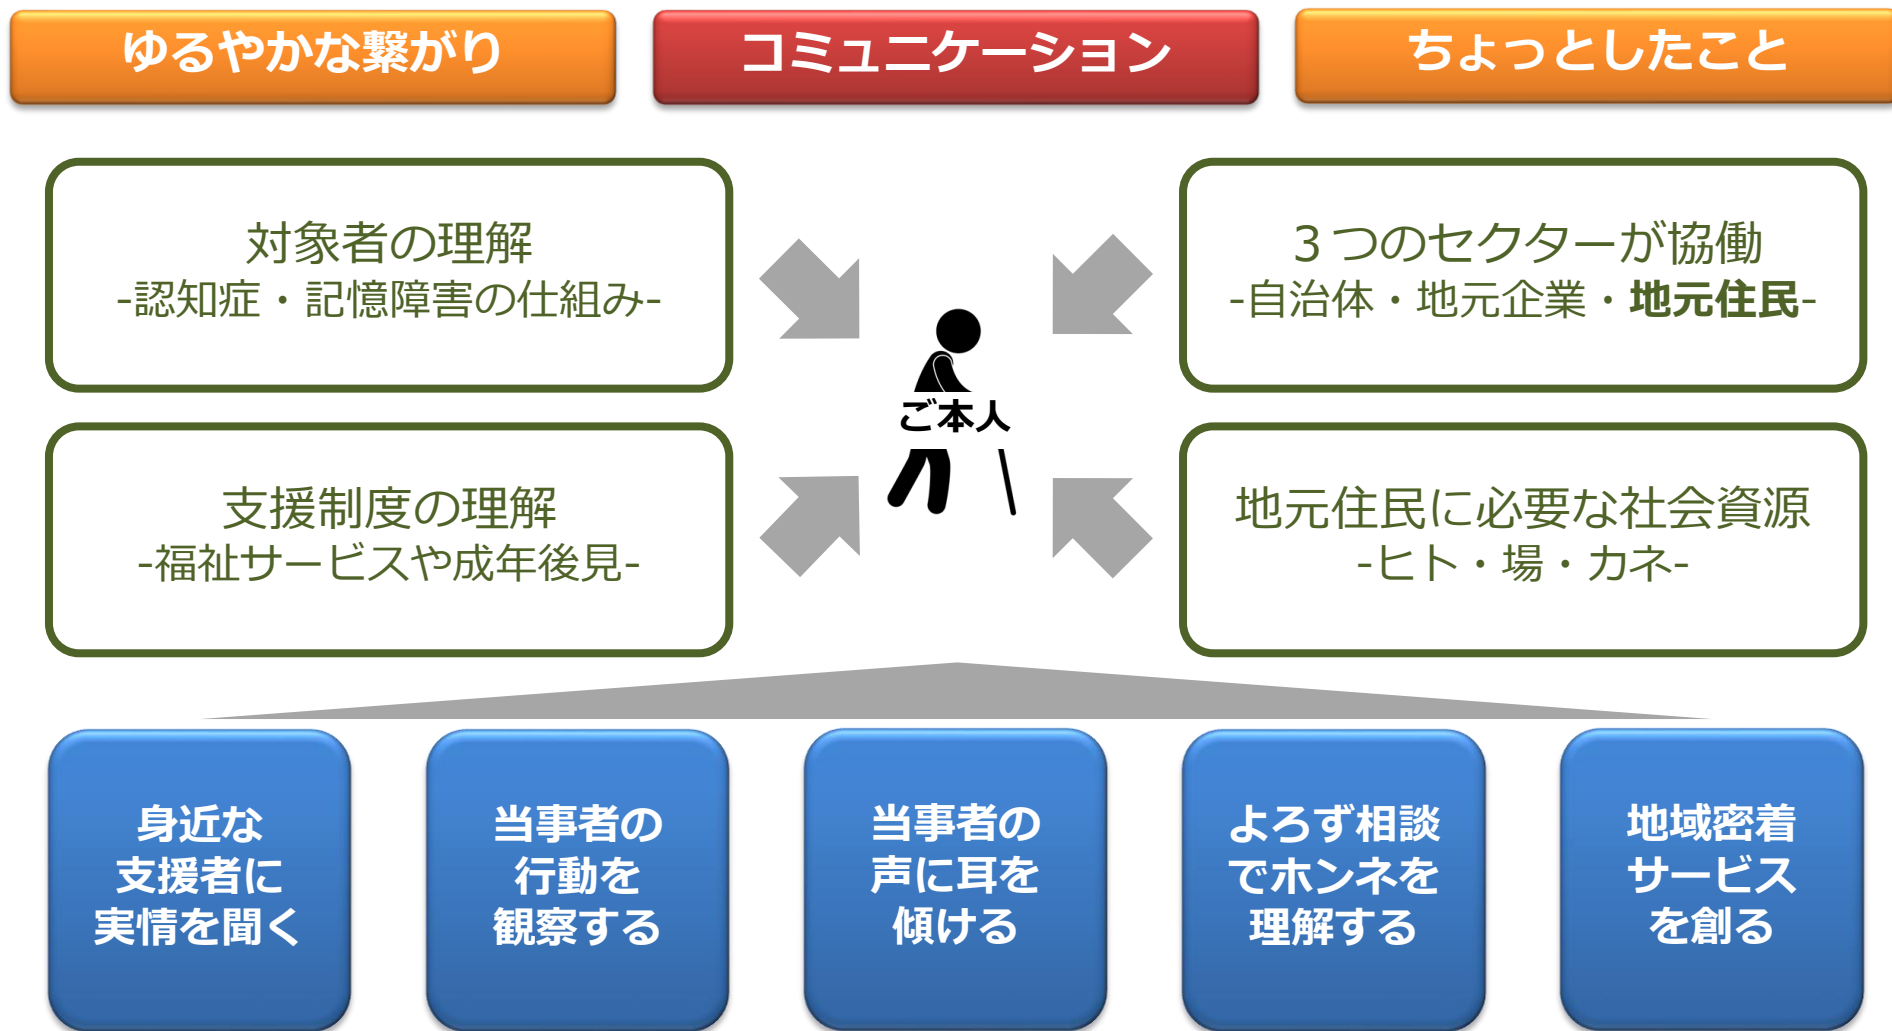 ゆるやかな繋がり
コミュニケーション
ちょっとしたこと
対象者の理解
-認知症・記憶障害の仕組み-
3つのセクターが協働
-自治体・地元企業・地元住民-
ご本人
支援制度の理解
-福祉サービスや成年後見-
地元住民に必要な社会資源
-ヒト・場・カネ-
身近な
支援者に
実情を聞く
当事者の
行動を
観察する
当事者の
声に耳を
傾ける
よろず相談
でホンネを
理解する
地域密着
サービス
を創る